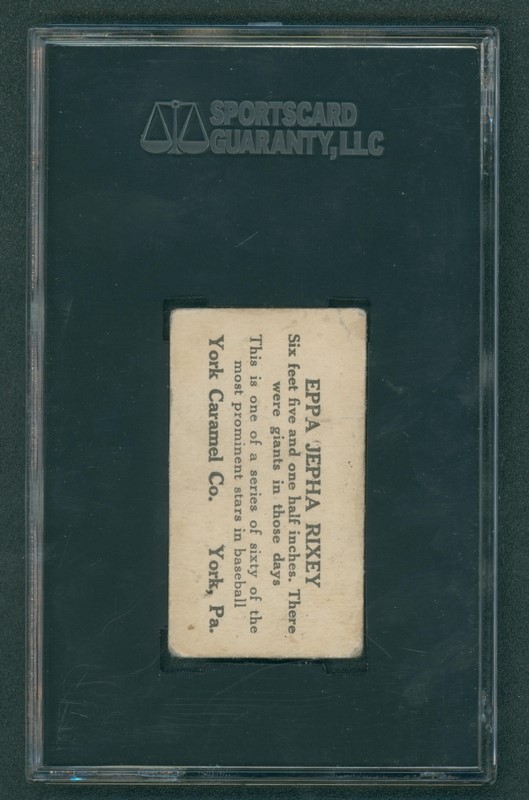 SPORTSCARD
GUARANTY, LLC
EPPA JEPHA RIXEY
Six feet five and one half inches. There
were giants in those days
This is one of a series of sixty of the
most prominent stars in baseball
York Caramel Co. York, Pa.